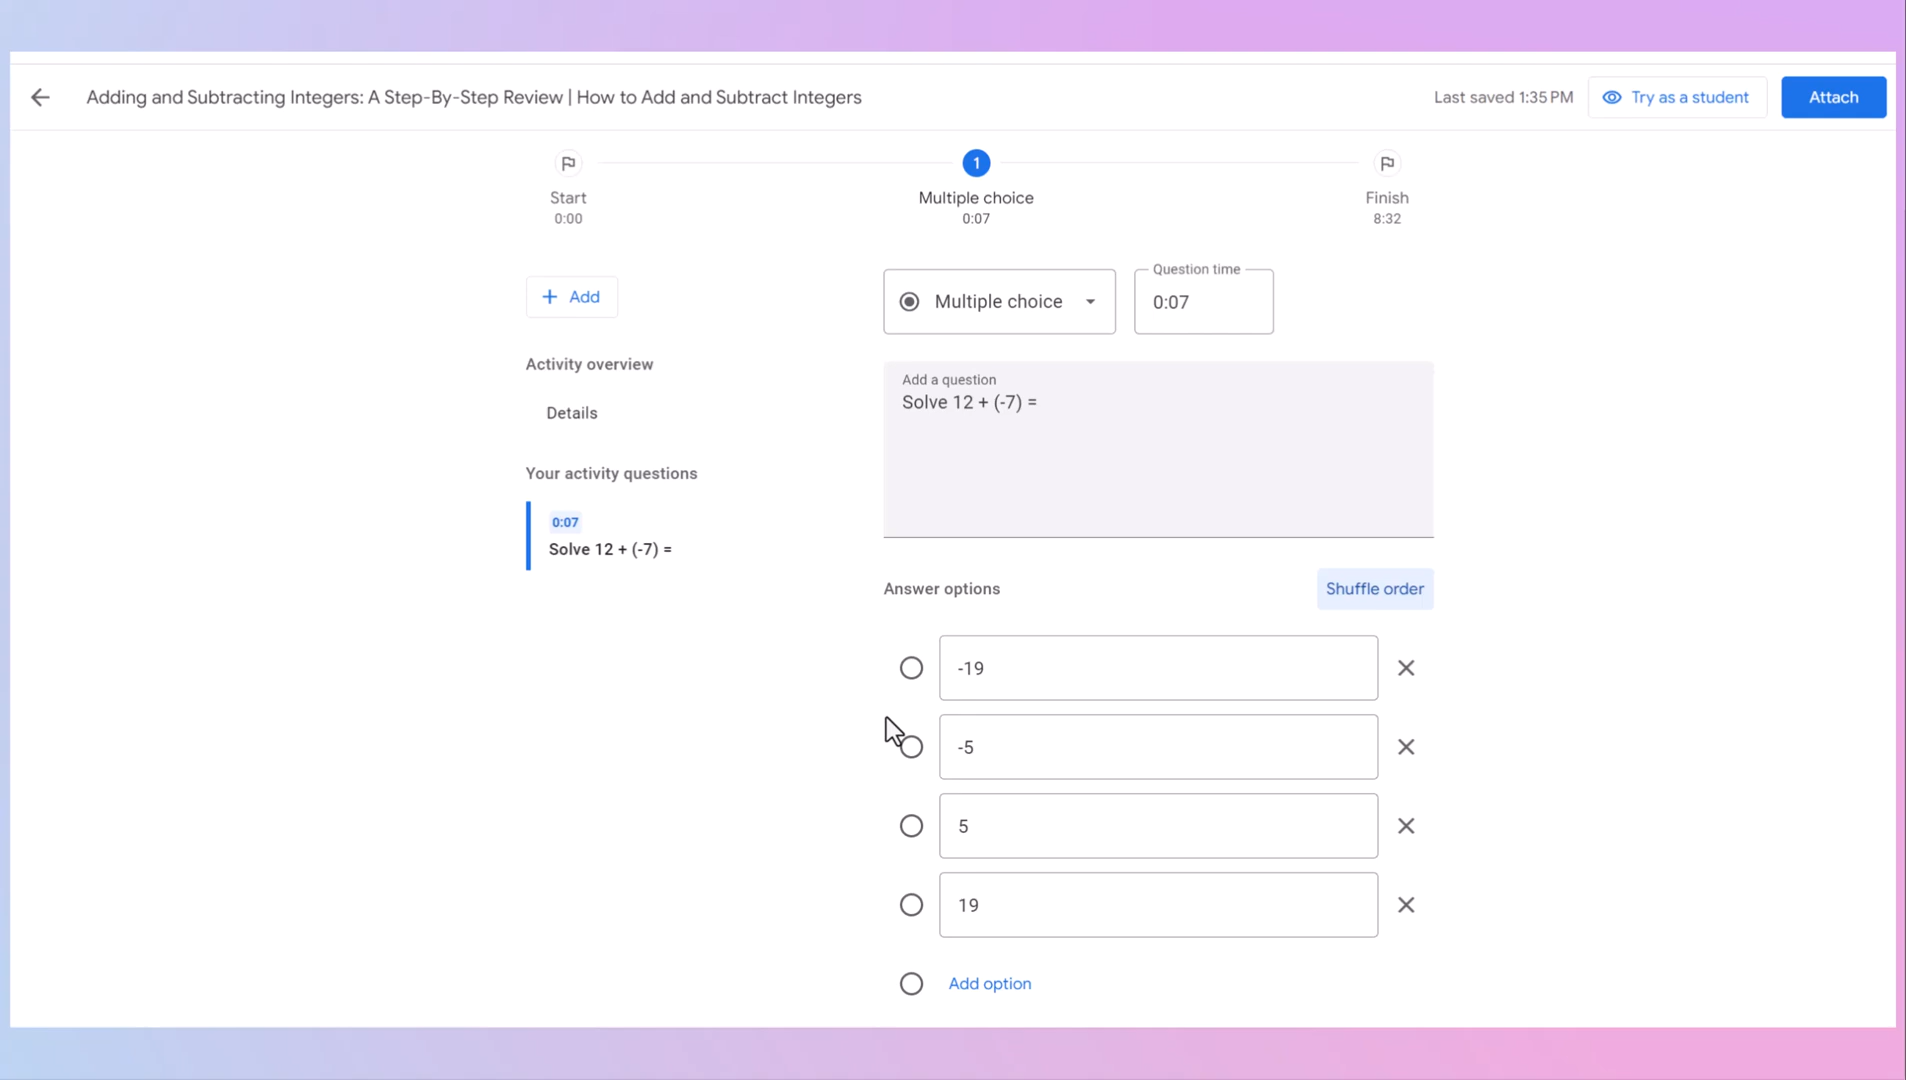 Adding and Subtracting Integers: A Step-By-Step Review | How to Add and Subtract Integers
Last saved 1:35 PM
Try as a student
Attach
1
Start
0:00
Multiple choice
0:07
Finish
8:32
Add
Multiple choice
Question time
0:07
Activity overview
Details
Add a question
Solve 12 + (-7) =
Your activity questions
0:07
Solve 12 + (-7) =
Answer options
Shuffle order
-19
-5
5
19
Add option